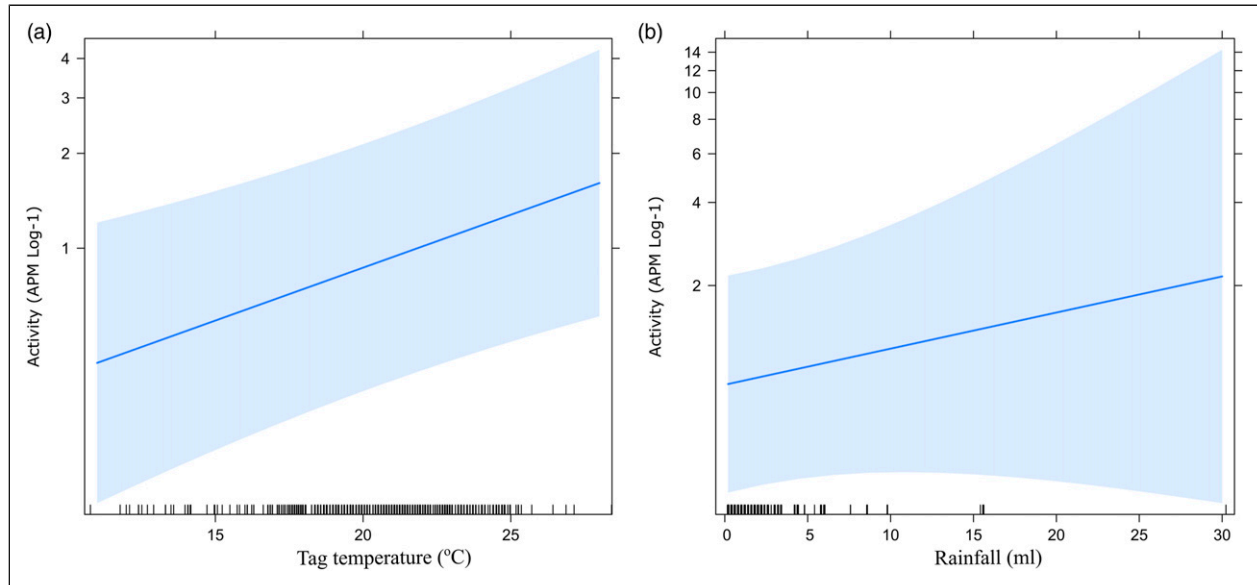 (a)
4
3
2
1
Activity (APM Log-1)
15 20 25
Tag temperature (°C)
(b)
14
12
10
8
6
4
2
Activity (APM Log-1)
0 5 10 15 20 25 30
Rainfall (ml)